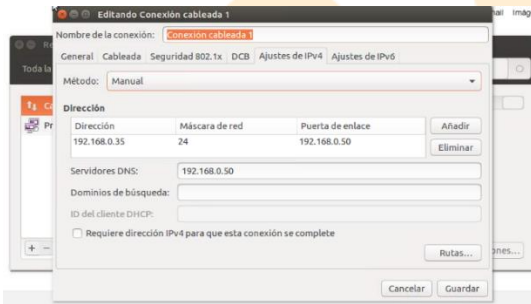 Editando Conexión cableada 1
Nombre de la conexión: Conexión cableada 1
General Cableada Seguridad 802.1x DCB Ajustes de IPv4 Ajustes de IPv6
Toda la
Método: Manual
Dirección
Dirección Máscara de red Puerta de enlace Añadir
192.168.0.35 24 192.168.0.50
Eliminar
Servidores DNS: 192.168.0.50
Dominios de búsqueda:
ID del cliente DHCP:
Requiere dirección IPv4 para que esta conexión se complete
Rutas...
Cancelar Guardar